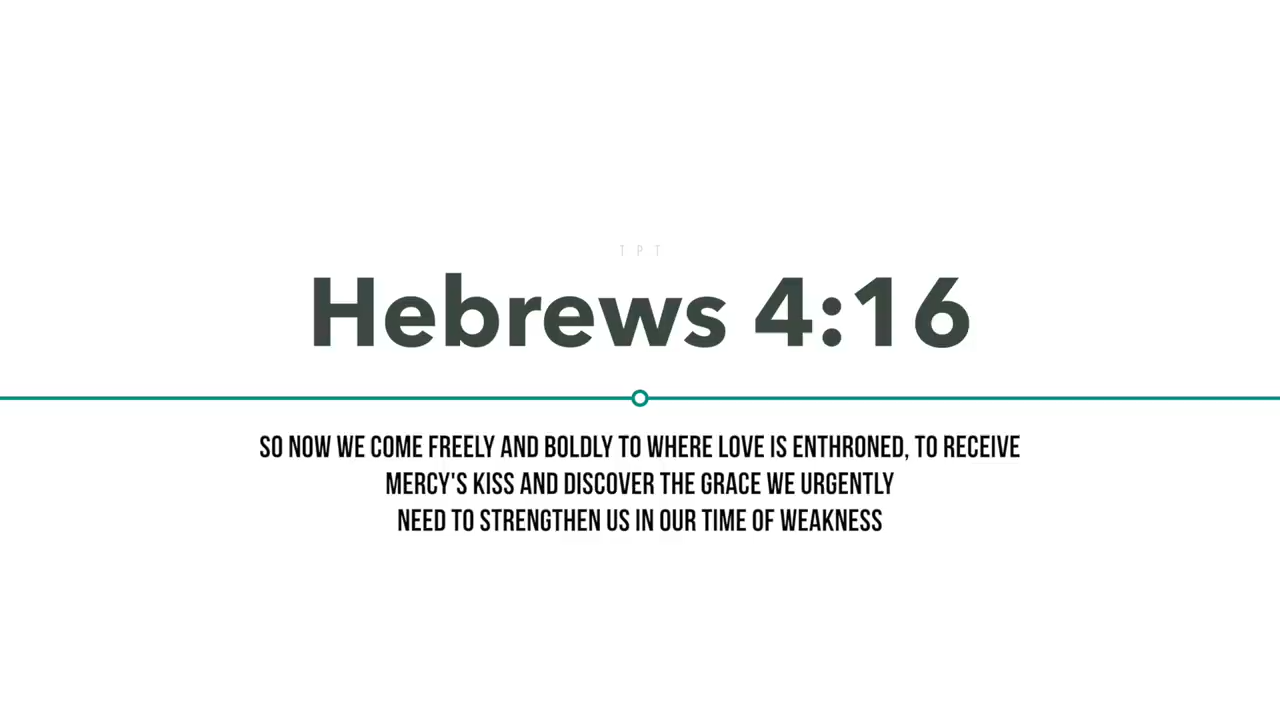 TPT
Hebrews 4:16
SO NOW WE COME FREELY AND BOLDLY TO WHERE LOVE IS ENTHRONED, TO RECEIVE
MERCY'S KISS AND DISCOVER THE GRACE WE URGENTLY
NEED TO STRENGTHEN US IN OUR TIME OF WEAKNESS